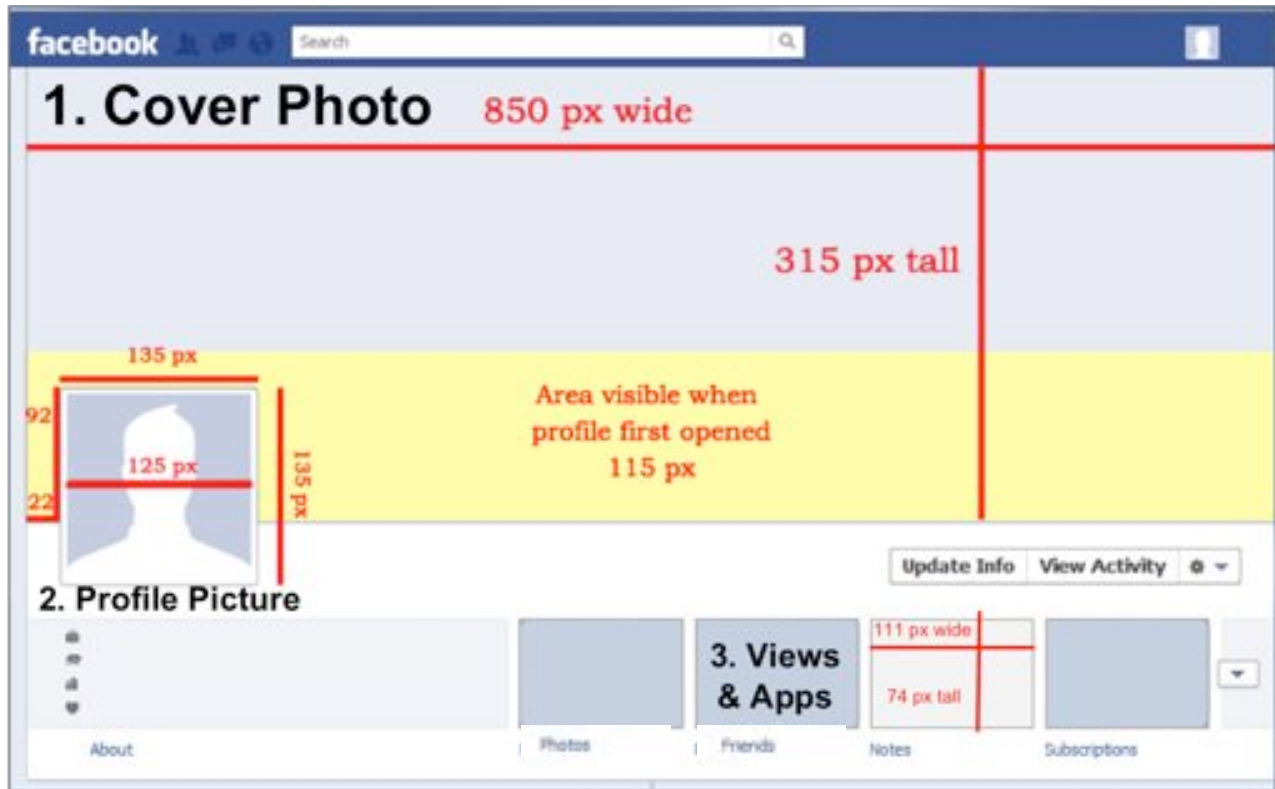 facebook Search
1. Cover Photo 850 px wide
315 px tall
135 px
Area visible when
profile first opened
115 px
92
125 px
135 px
22
Update Info View Activity
2. Profile Picture
111 px wide
3. Views
& Apps
74 px tall
About Photos Friends Notes Subscriptions